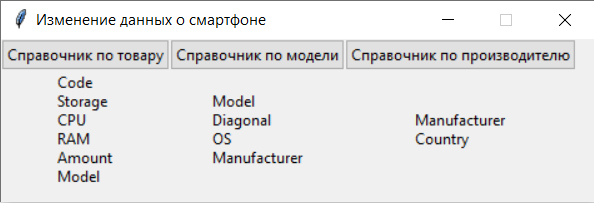 Изменение данных о смартфоне
Справочник по товару
Справочник по модели
Справочник по производителю
Code
Storage
CPU
RAM
Amount
Model
Model
Diagonal
OS
Manufacturer
Manufacturer
Country